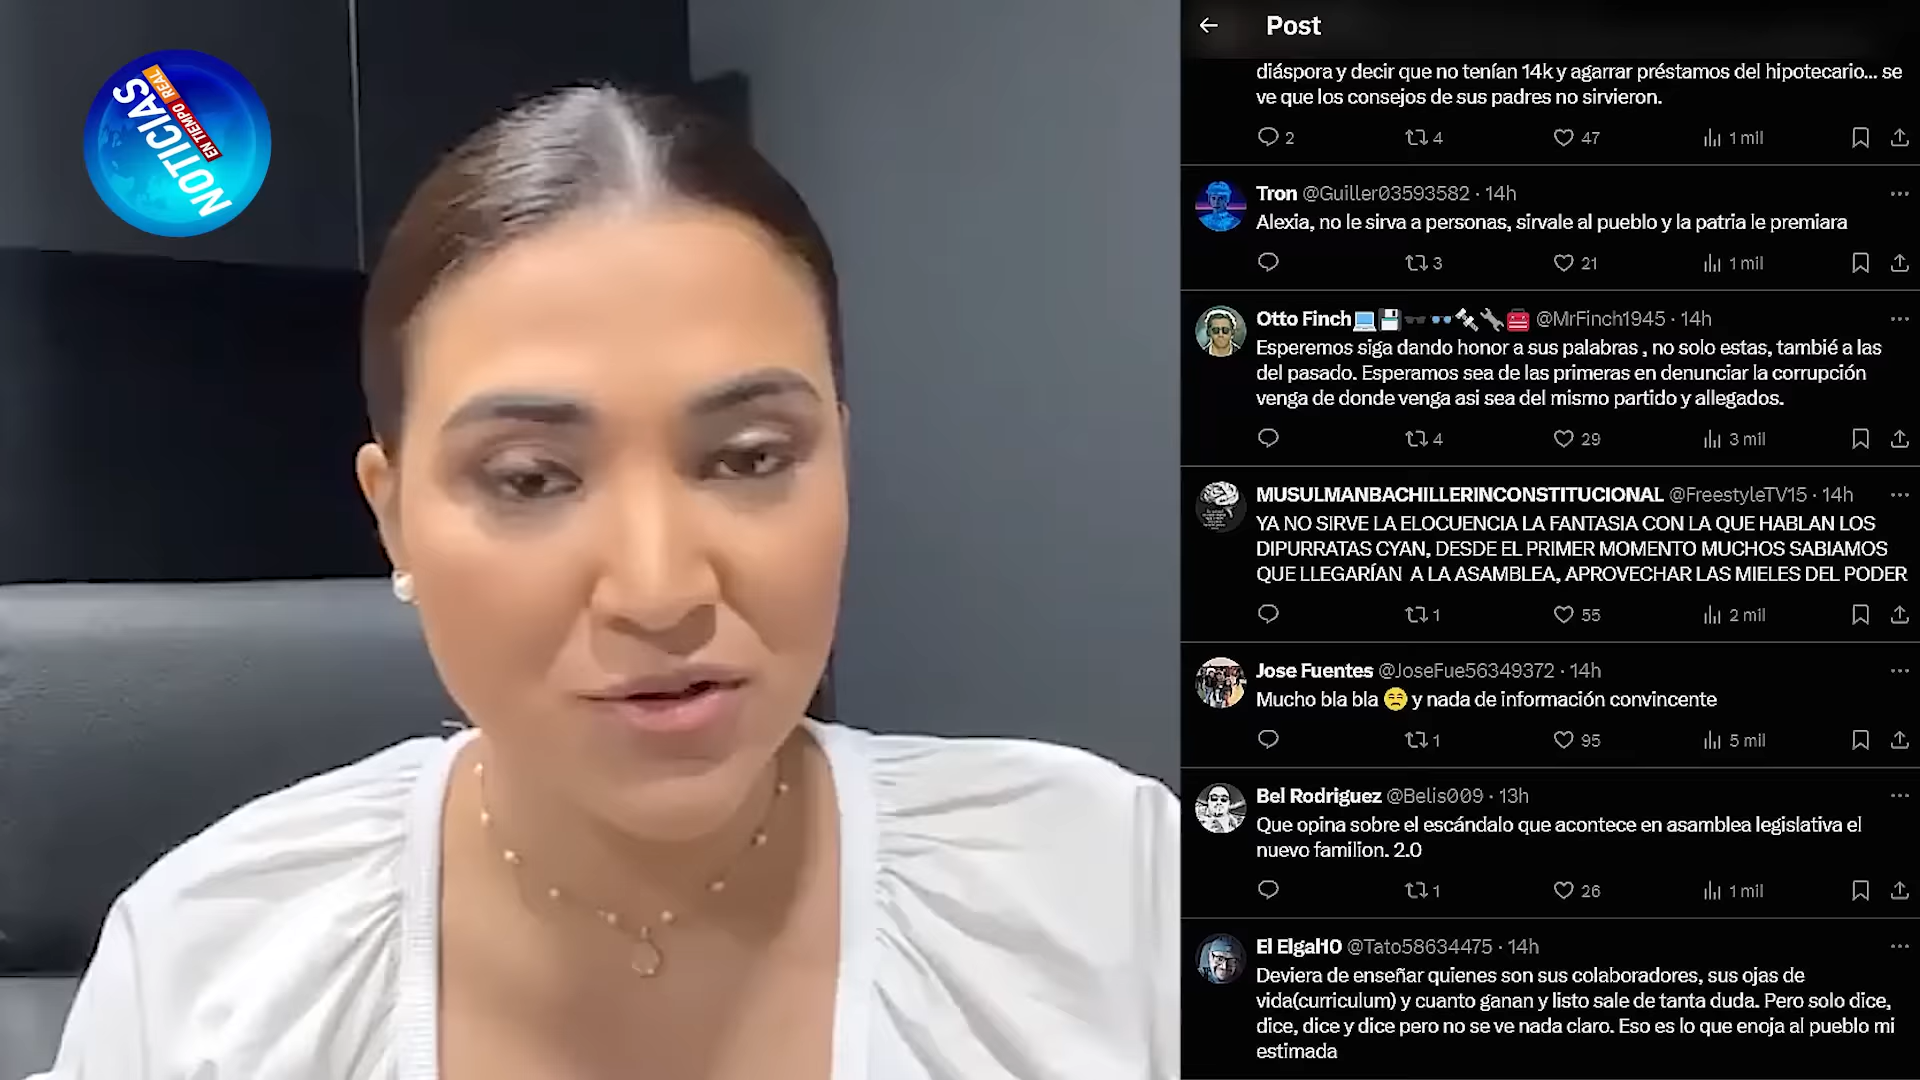 NOTICIAS
EN TIEMPO REAL
Post
diáspora y decir que no tenían 14k y agarrar préstamos del hipotecario... se
ve que los consejos de sus padres no sirvieron.
2 4 47 1 mil
Tron @Guiller03593582 · 14h
Alexia, no le sirva a personas, sirvale al pueblo y la patria le premiara
3 21 1 mil
Otto Finch💻💾🕶️👓🛰️🔧🧰 @MrFinch1945 · 14h
Esperemos siga dando honor a sus palabras , no solo estas, tambié a las
del pasado. Esperamos sea de las primeras en denunciar la corrupción
venga de donde venga asi sea del mismo partido y allegados.
4 29 3 mil
MUSULMANBACHILLERINCONSTITUCIONAL @FreestyleTV15 · 14h
YA NO SIRVE LA ELOCUENCIA LA FANTASIA CON LA QUE HABLAN LOS
DIPURRATAS CYAN, DESDE EL PRIMER MOMENTO MUCHOS SABIAMOS
QUE LLEGARÍAN A LA ASAMBLEA, APROVECHAR LAS MIELES DEL PODER
1 55 2 mil
Jose Fuentes @JoseFue56349372 · 14h
Mucho bla bla 😒 y nada de información convincente
1 95 5 mil
Bel Rodriguez @Belis009 · 13h
Que opina sobre el escándalo que acontece en asamblea legislativa el
nuevo familion. 2.0
1 26 1 mil
El Elgal10 @Tato58634475 · 14h
Deviera de enseñar quienes son sus colaboradores, sus ojas de
vida(curriculum) y cuanto ganan y listo sale de tanta duda. Pero solo dice,
dice, dice y dice pero no se ve nada claro. Eso es lo que enoja al pueblo mi
estimada